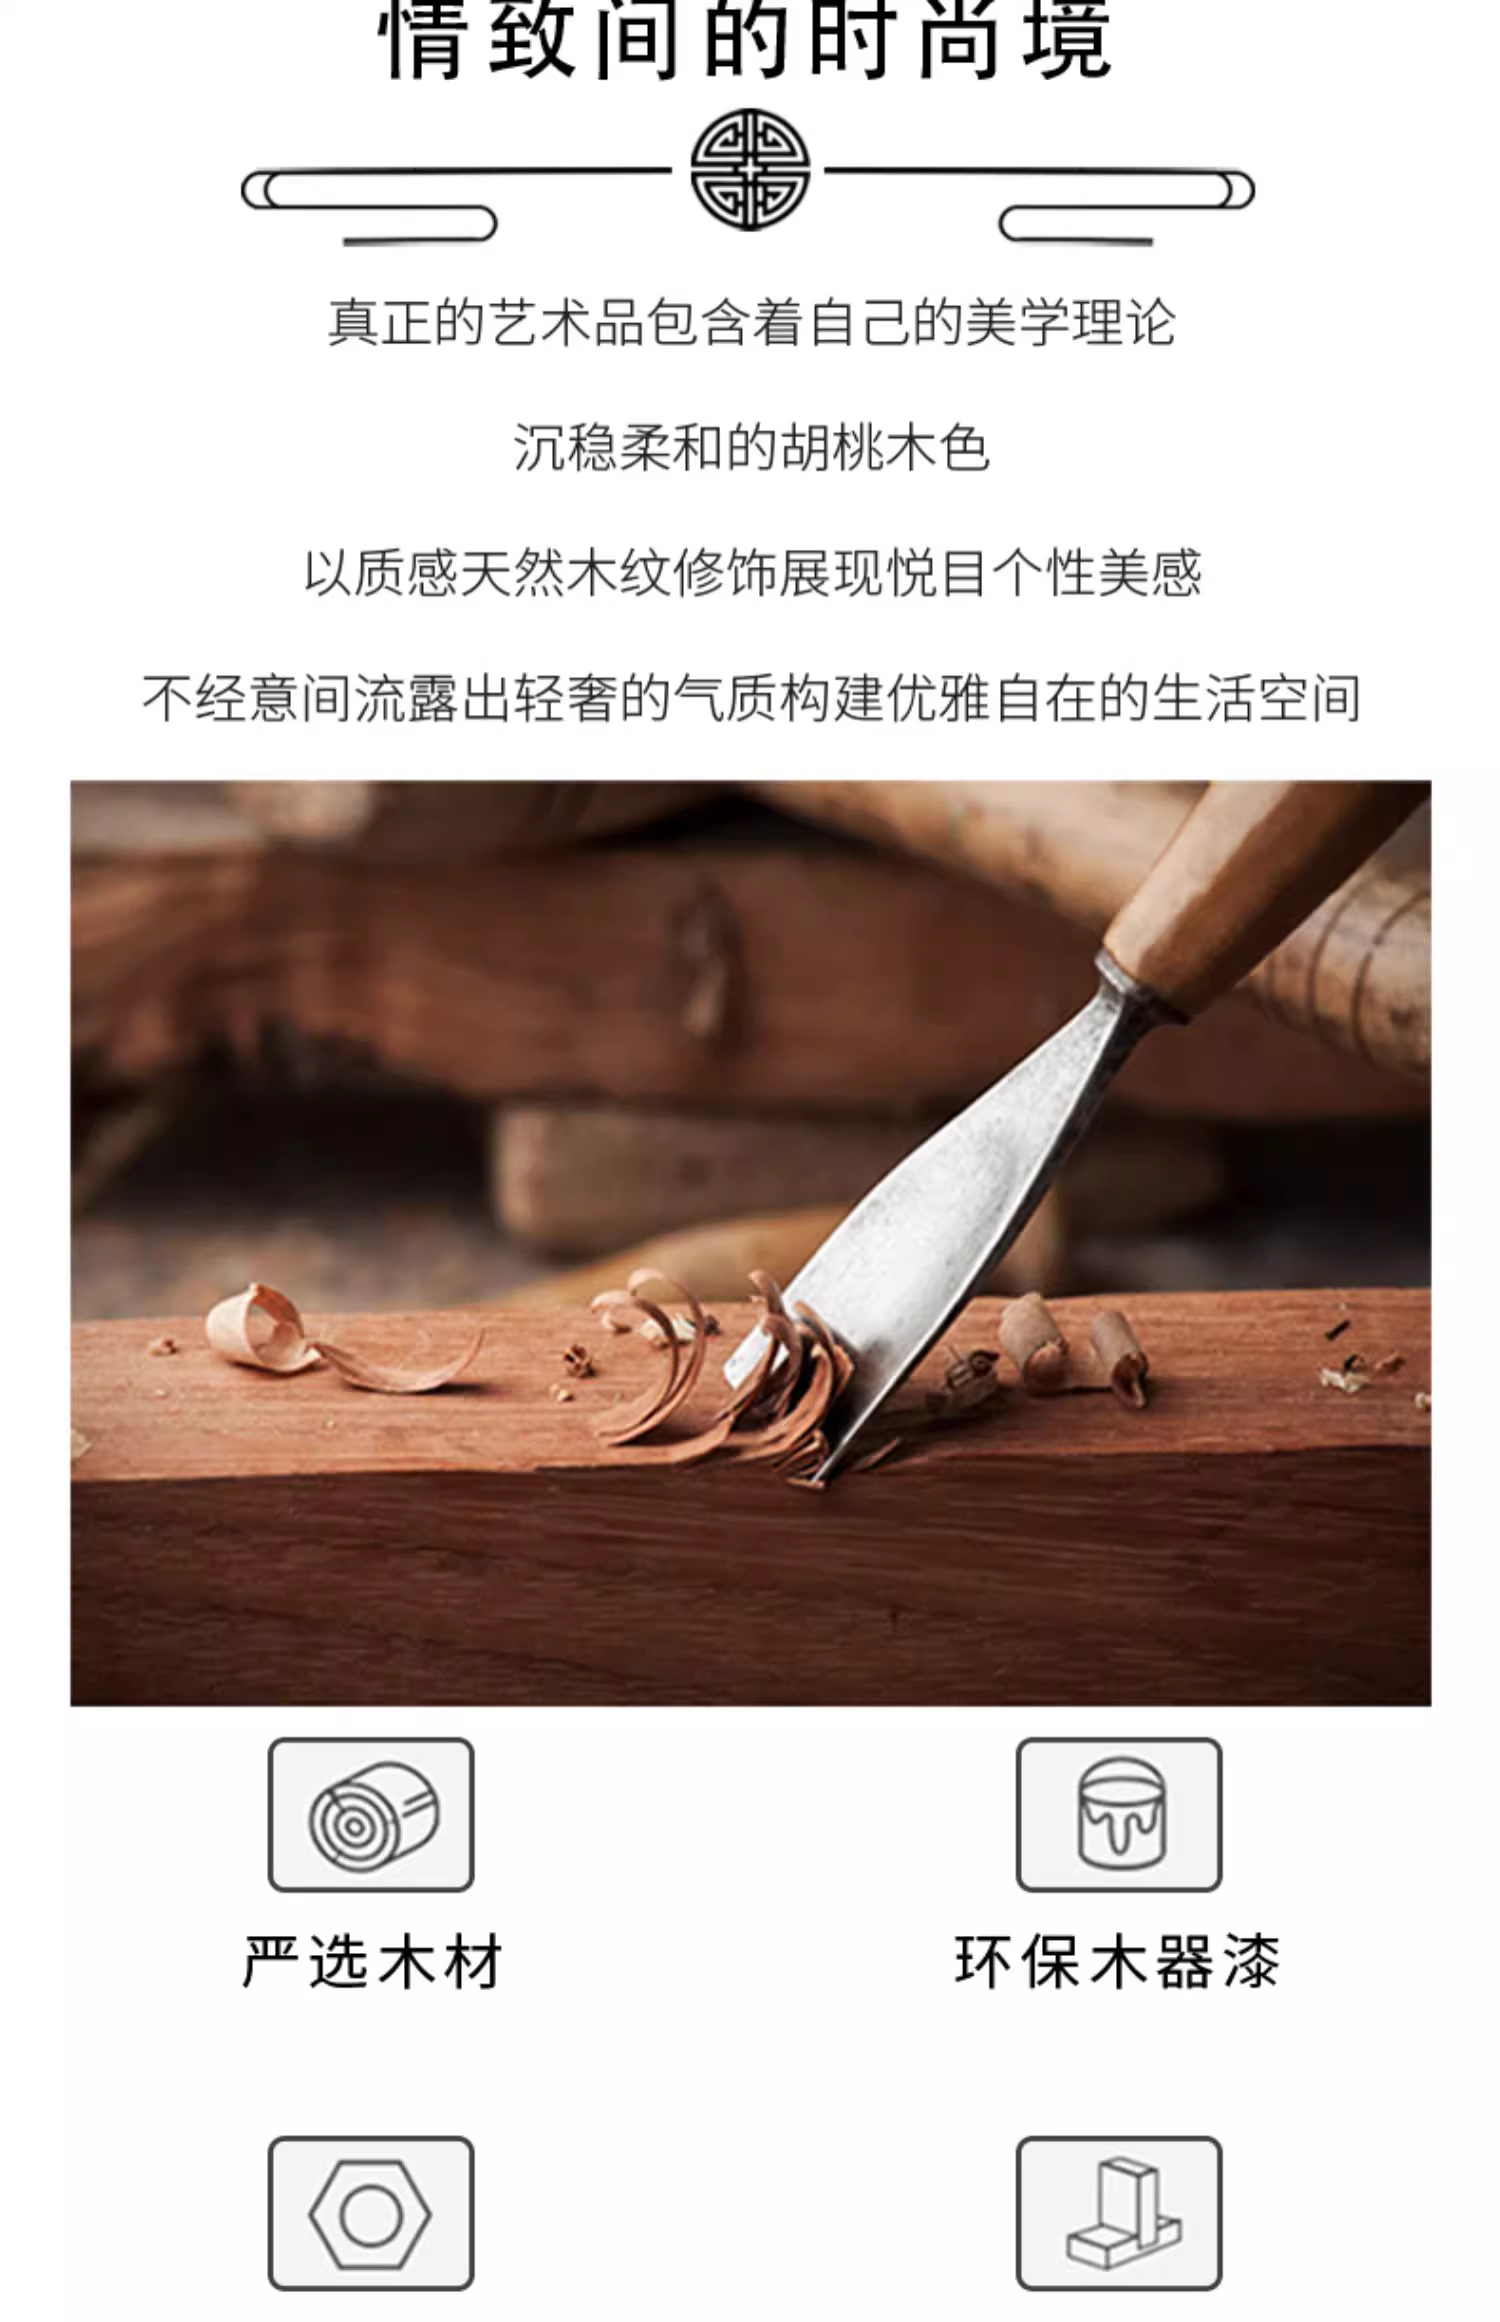 情致间的时尚境
真正的艺术品包含着自己的美学理论
沉稳柔和的胡桃木色
以质感天然木纹修饰展现悦目个性美感
不经意间流露出轻奢的气质构建优雅自在的生活空间
严选木材
环保木器漆